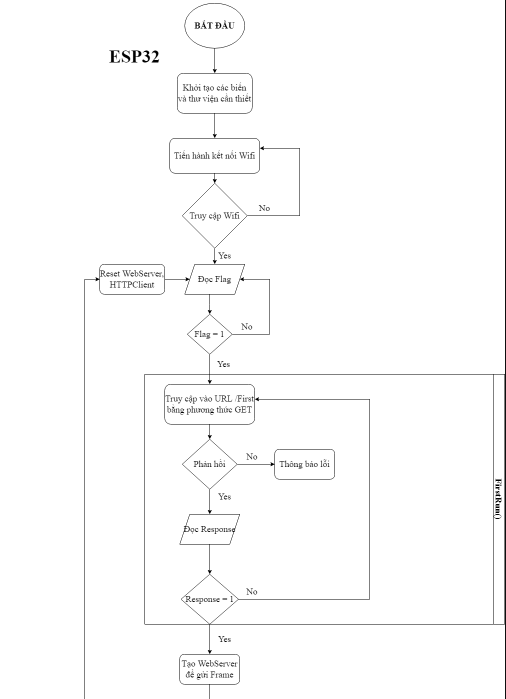 BẮT ĐẦU
ESP32
Khởi tạo các biến
và thư viện cần thiết
Tiến hành kết nối Wifi
Truy cập Wifi
No
Yes
Reset WebServer,
HTTPClient
Đọc Flag
Flag = 1
No
Yes
Truy cập vào URL /First
bằng phương thức GET
Phản hồi
No
Thông báo lỗi
Yes
Đọc Response
Response = 1
No
FirstRun()
Yes
Tạo WebServer
để gửi Frame